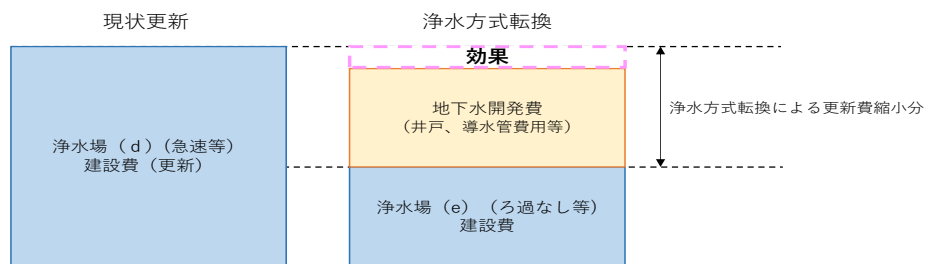 現状更新
浄水方式転換
効果
地下水開発費
（井戸、導水管費用等）
浄水方式転換による更新費縮小分
浄水場（ｄ）（急速等）
建設費（更新）
浄水場（e）（ろ過なし等）
建設費